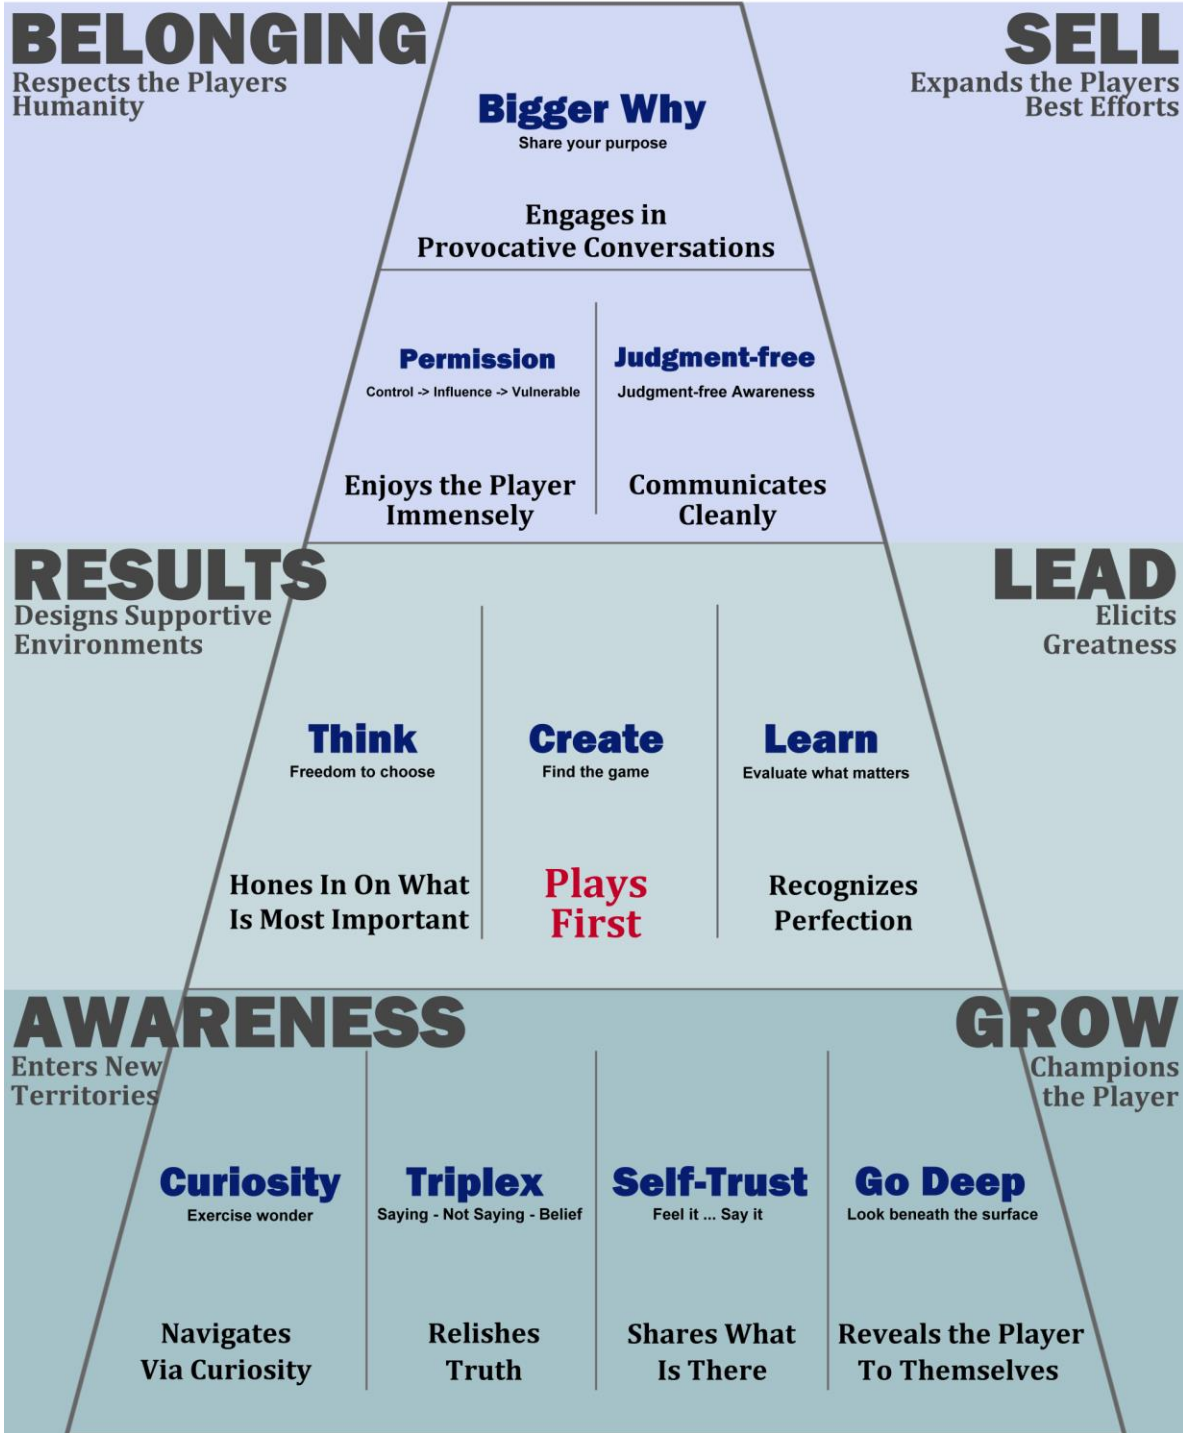 BELONGING
Respects the Players
Humanity
SELL
Expands the Players
Best Efforts
Bigger Why
Share your purpose
Engages in
Provocative Conversations
Permission
Control -> Influence -> Vulnerable
Enjoys the Player
Immensely
Judgment-free
Judgment-free Awareness
Communicates
Cleanly
RESULTS
Designs Supportive
Environments
LEAD
Elicits
Greatness
Think
Freedom to choose
Hones In On What
Is Most Important
Create
Find the game
Plays
First
Learn
Evaluate what matters
Recognizes
Perfection
AWARENESS
Enters New
Territories
GROW
Champions
the Player
Curiosity
Exercise wonder
Navigates
Via Curiosity
Triplex
Saying - Not Saying - Belief
Relishes
Truth
Self-Trust
Feel it ... Say it
Shares What
Is There
Go Deep
Look beneath the surface
Reveals the Player
To Themselves